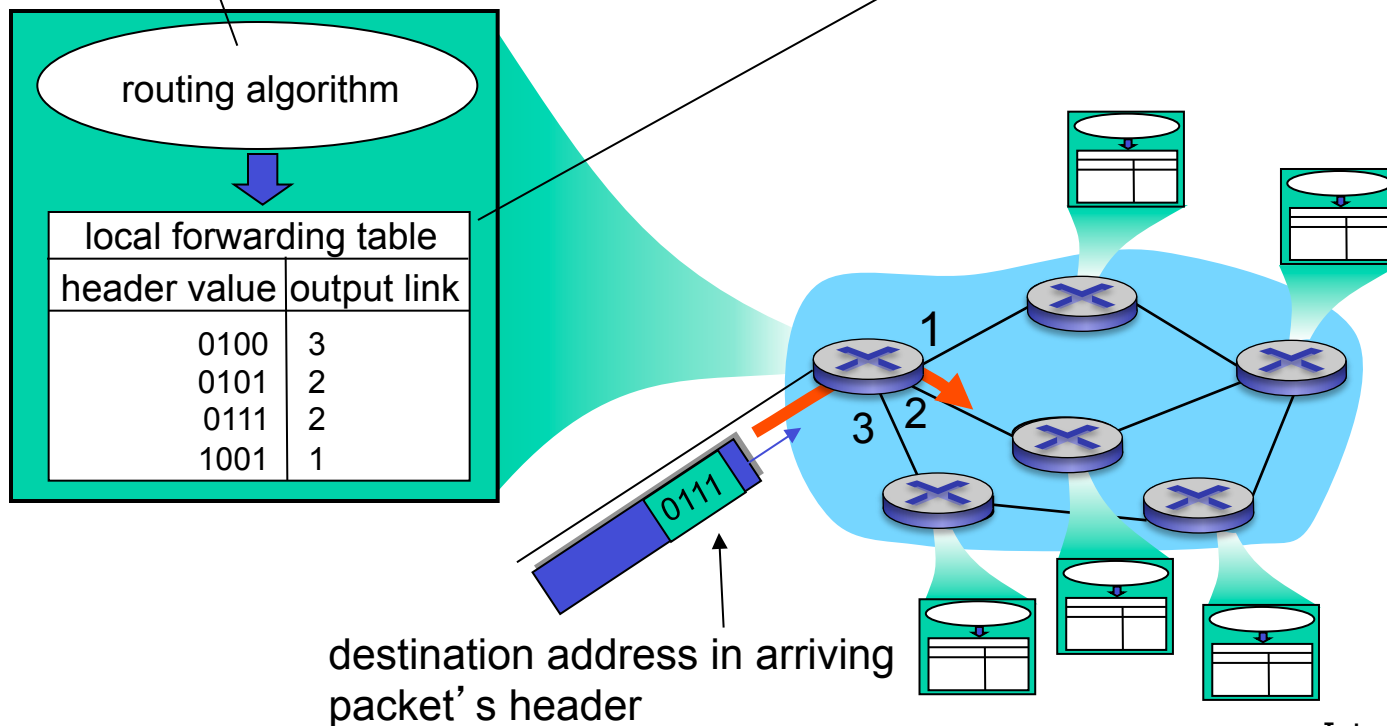 routing algorithm
local forwarding table
header value output link
0100 3
0101 2
0111 2
1001 1
1
2
3
0111
destination address in arriving
packet’s header